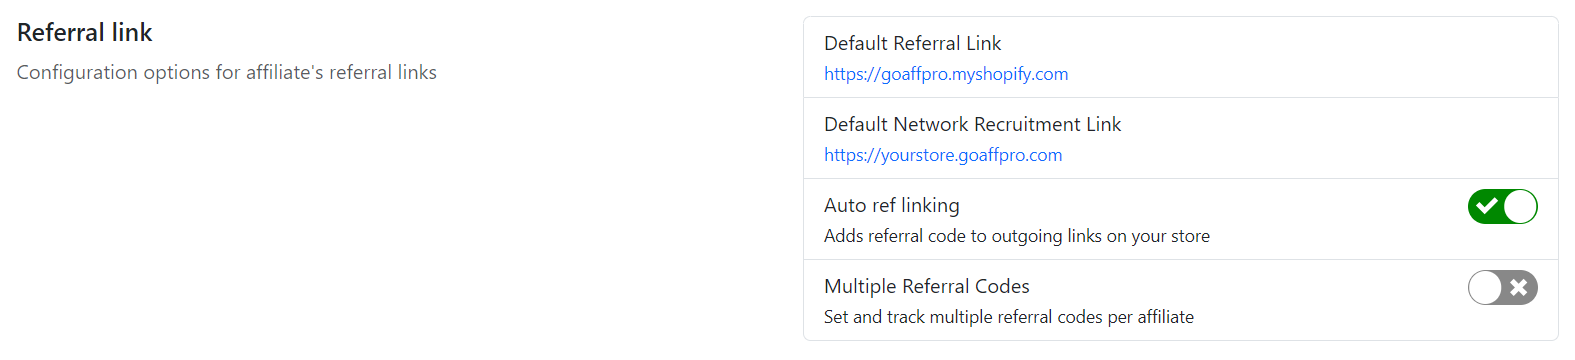 Referral link
Configuration options for affiliate's referral links
Default Referral Link
https://goaffpro.myshopify.com
Default Network Recruitment Link
https://yourstore.goaffpro.com
Auto ref linking
Adds referral code to outgoing links on your store
Multiple Referral Codes
Set and track multiple referral codes per affiliate